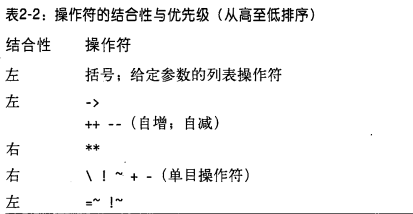 表2-2：操作符的结合性与优先级（从高至低排序）
结合性 操作符
左 括号；给定参数的列表操作符
左 ->
++ --（自增；自减）
右 **
右 \ ! ~ + -（单目操作符）
左 =~ !~